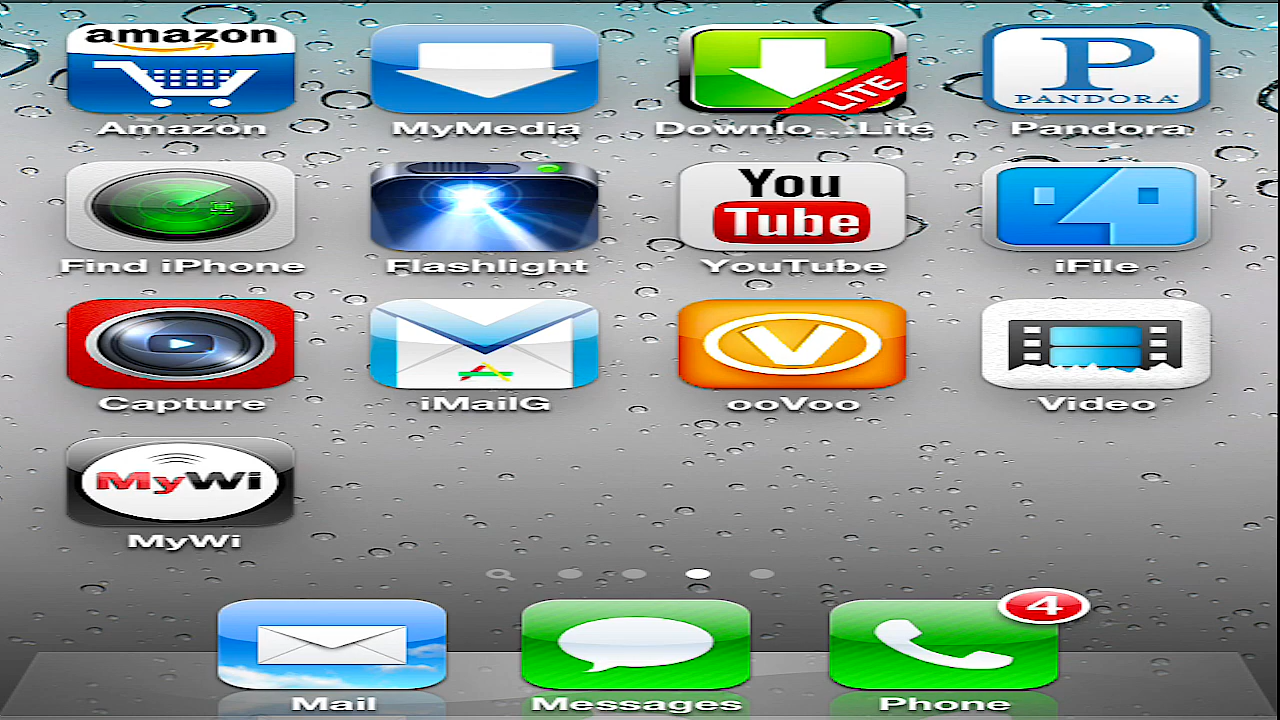 amazon
LITE
P
PANDORA
Amazon
MyMedia
Downlo...Lite
Pandora
You
Tube
Find iPhone
Flashlight
YouTube
iFile
Capture
iMailG
ooVoo
Video
MyWi
MyWi
4
Mail
Messages
Phone